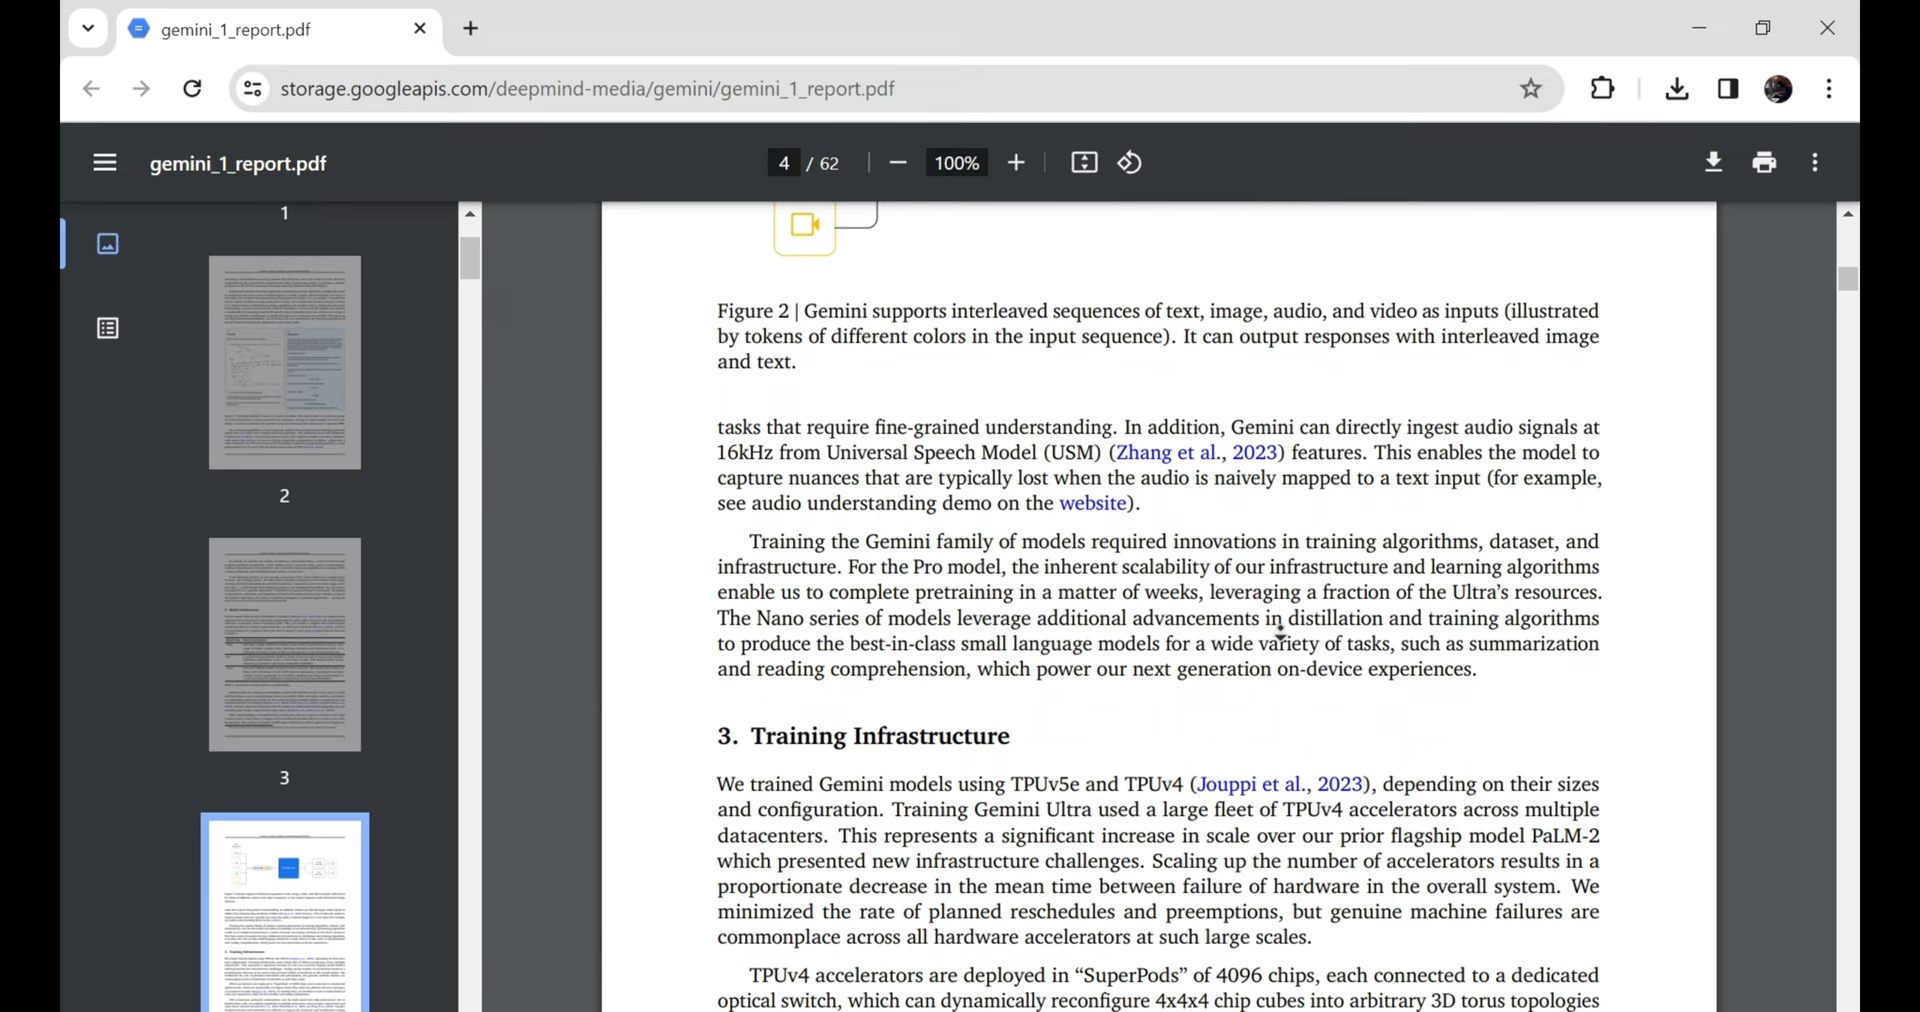 gemini_1_report.pdf
storage.googleapis.com/deepmind-media/gemini/gemini_1_report.pdf
gemini_1_report.pdf
4 / 62
100%
1
2
3
Figure 2 | Gemini supports interleaved sequences of text, image, audio, and video as inputs (illustrated
by tokens of different colors in the input sequence). It can output responses with interleaved image
and text.
tasks that require fine-grained understanding. In addition, Gemini can directly ingest audio signals at
16kHz from Universal Speech Model (USM) (Zhang et al., 2023) features. This enables the model to
capture nuances that are typically lost when the audio is naively mapped to a text input (for example,
see audio understanding demo on the website).
Training the Gemini family of models required innovations in training algorithms, dataset, and
infrastructure. For the Pro model, the inherent scalability of our infrastructure and learning algorithms
enable us to complete pretraining in a matter of weeks, leveraging a fraction of the Ultra's resources.
The Nano series of models leverage additional advancements in distillation and training algorithms
to produce the best-in-class small language models for a wide variety of tasks, such as summarization
and reading comprehension, which power our next generation on-device experiences.
3. Training Infrastructure
We trained Gemini models using TPUv5e and TPUv4 (Jouppi et al., 2023), depending on their sizes
and configuration. Training Gemini Ultra used a large fleet of TPUv4 accelerators across multiple
datacenters. This represents a significant increase in scale over our prior flagship model PaLM-2
which presented new infrastructure challenges. Scaling up the number of accelerators results in a
proportionate decrease in the mean time between failure of hardware in the overall system. We
minimized the rate of planned reschedules and preemptions, but genuine machine failures are
commonplace across all hardware accelerators at such large scales.
TPUv4 accelerators are deployed in “SuperPods” of 4096 chips, each connected to a dedicated
optical switch, which can dynamically reconfigure 4x4x4 chip cubes into arbitrary 3D torus topologies